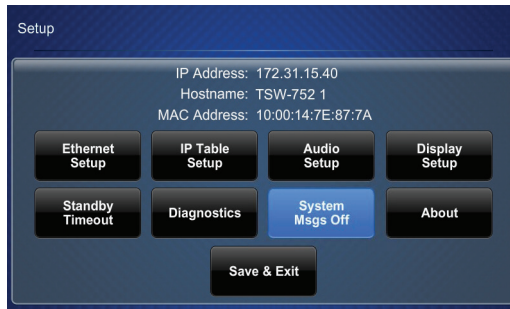 Setup
IP Address: 172.31.15.40
Hostname: TSW-752 1
MAC Address: 10:00:14:7E:87:7A
Ethernet Setup
IP Table Setup
Audio Setup
Display Setup
Standby Timeout
Diagnostics
System Msgs Off
About
Save & Exit